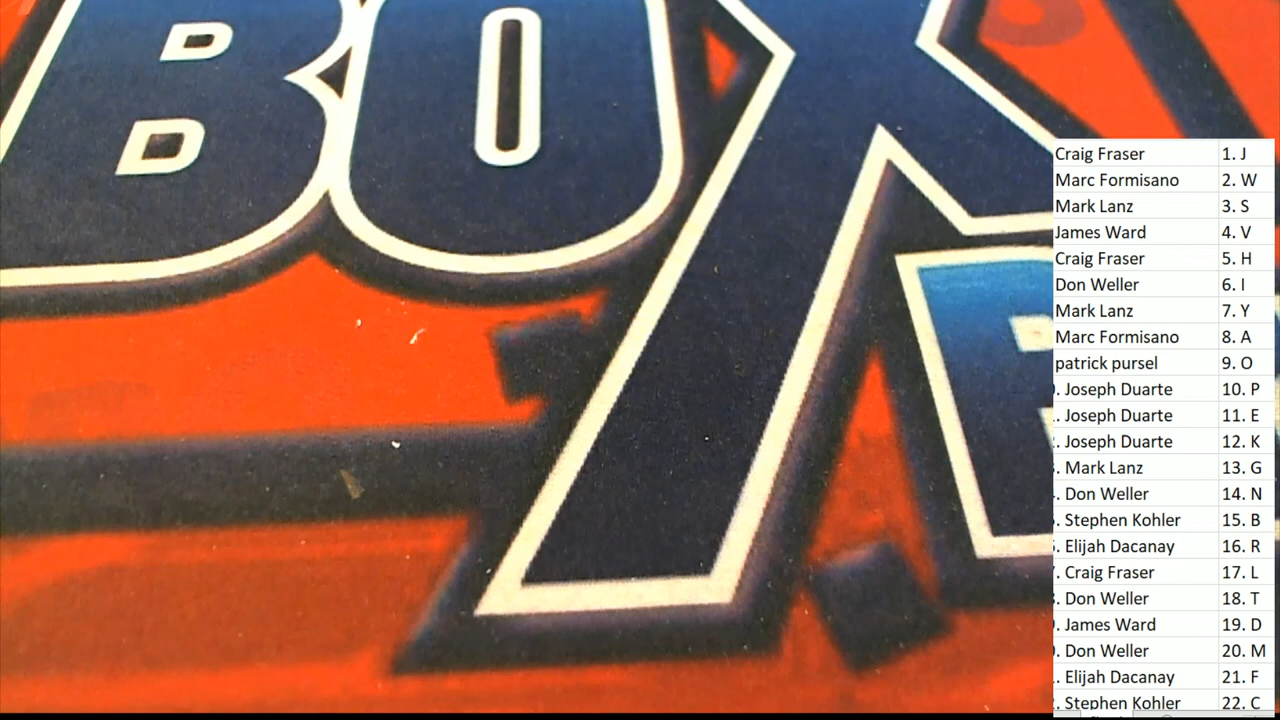 BOX
Craig Fraser 1. J
Marc Formisano 2. W
Mark Lanz 3. S
James Ward 4. V
Craig Fraser 5. H
Don Weller 6. I
Mark Lanz 7. Y
Marc Formisano 8. A
patrick pursel 9. O
. Joseph Duarte 10. P
. Joseph Duarte 11. E
. Joseph Duarte 12. K
. Mark Lanz 13. G
. Don Weller 14. N
. Stephen Kohler 15. B
. Elijah Dacanay 16. R
. Craig Fraser 17. L
. Don Weller 18. T
. James Ward 19. D
. Don Weller 20. M
. Elijah Dacanay 21. F
. Stephen Kohler 22. C